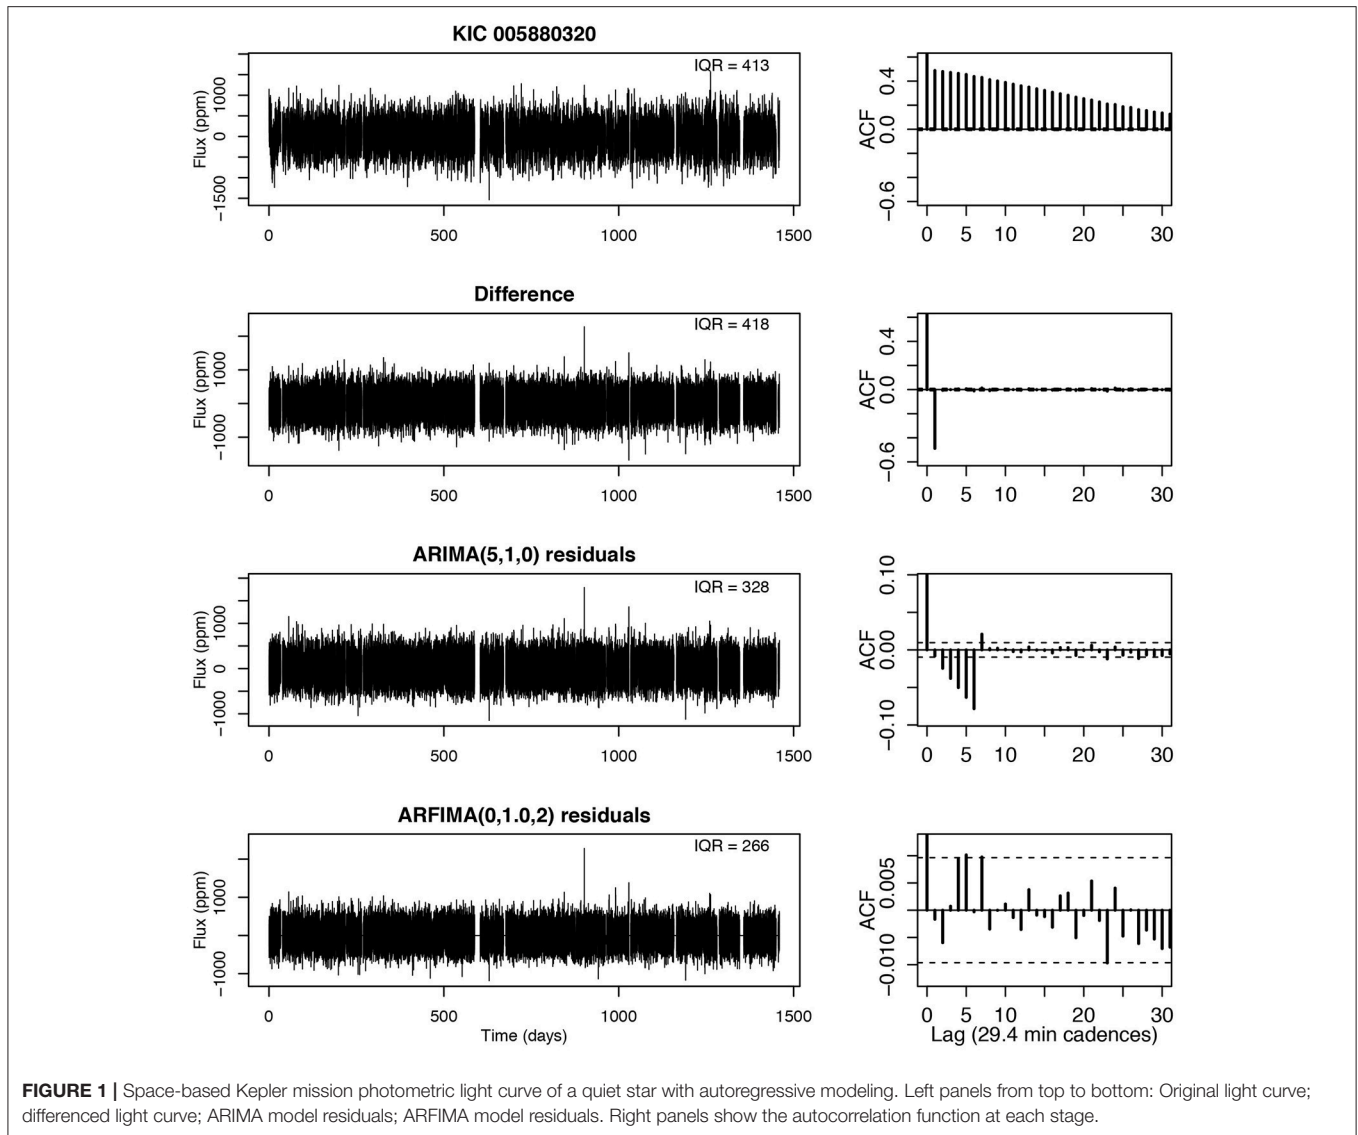 KIC 005880320
IQR = 413
Flux (ppm)
1000
0
−1500
0 500 1000 1500
ACF
0.4
0.0
−0.6
0 5 10 20 30
Difference
IQR = 418
Flux (ppm)
1000
−1000
0 500 1000 1500
ACF
0.4
0.0
−0.6
0 5 10 20 30
ARIMA(5,1,0) residuals
IQR = 328
Flux (ppm)
1000
0
−1000
0 500 1000 1500
ACF
0.10
0.00
−0.10
0 5 10 20 30
ARFIMA(0,1.0,2) residuals
IQR = 266
Flux (ppm)
1000
−1000
0 500 1000 1500
Time (days)
ACF
0.005
−0.010
0 5 10 20 30
Lag (29.4 min cadences)
FIGURE 1 | Space-based Kepler mission photometric light curve of a quiet star with autoregressive modeling. Left panels from top to bottom: Original light curve;
differenced light curve; ARIMA model residuals; ARFIMA model residuals. Right panels show the autocorrelation function at each stage.